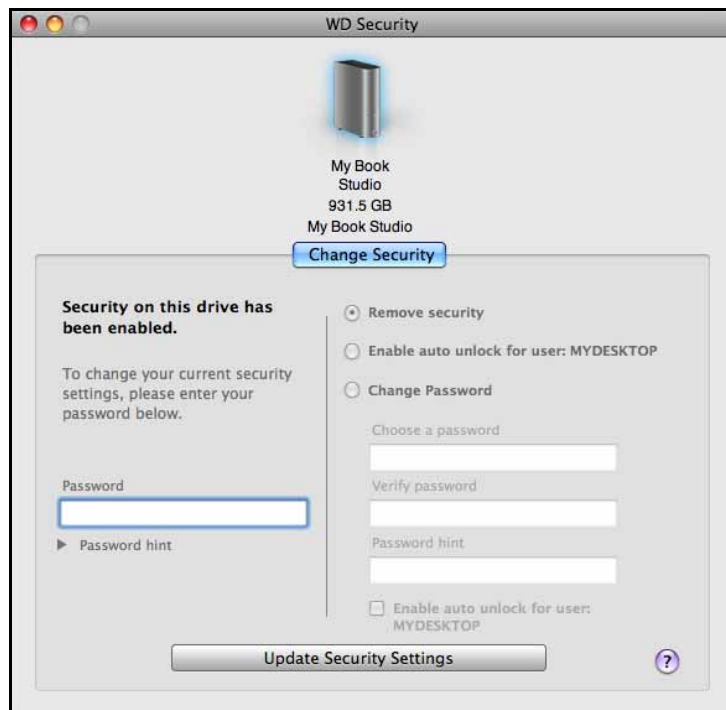 WD Security
My Book
Studio
931.5 GB
My Book Studio
Change Security
Security on this drive has
been enabled.
To change your current security
settings, please enter your
password below.
Password
Password hint
Remove security
Enable auto unlock for user: MYDESKTOP
Change Password
Choose a password
Verify password
Password hint
Enable auto unlock for user:
MYDESKTOP
Update Security Settings
?